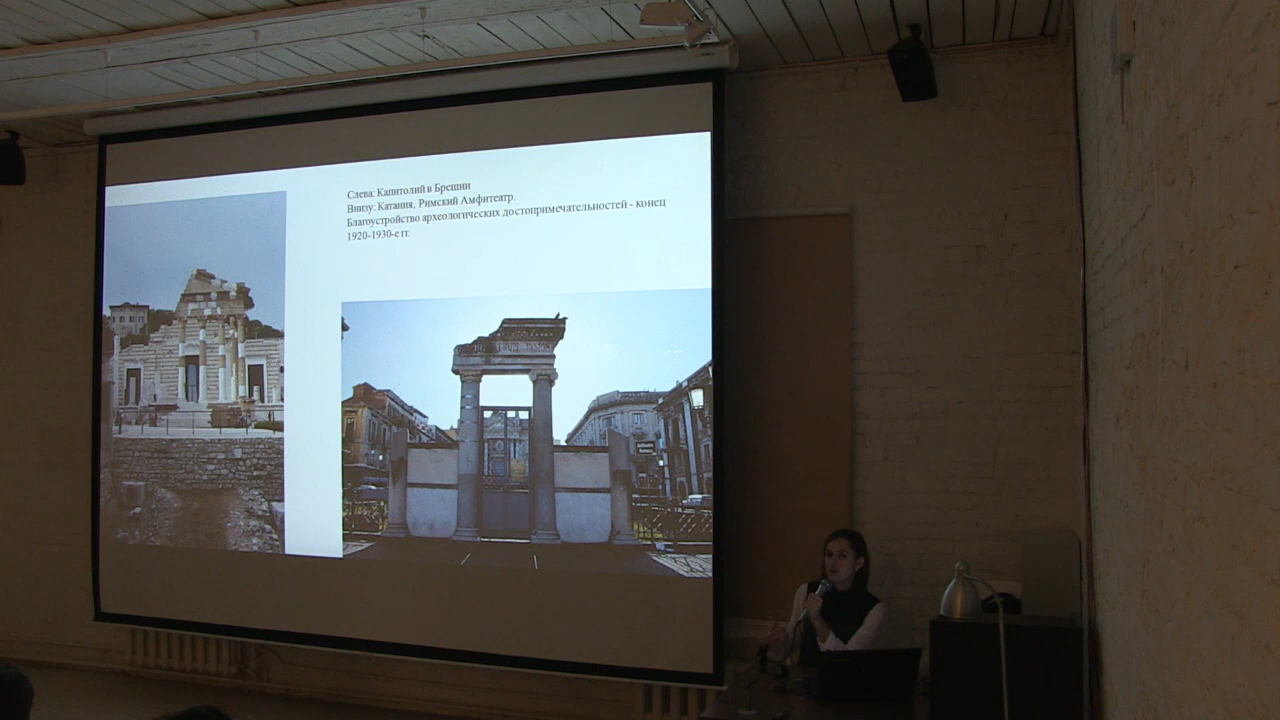 Слева: Капитолий в Брешии
Внизу: Катания, Римский Амфитеатр.
Благоустройство археологических достопримечательностей - конец
1920-1930-е гг.